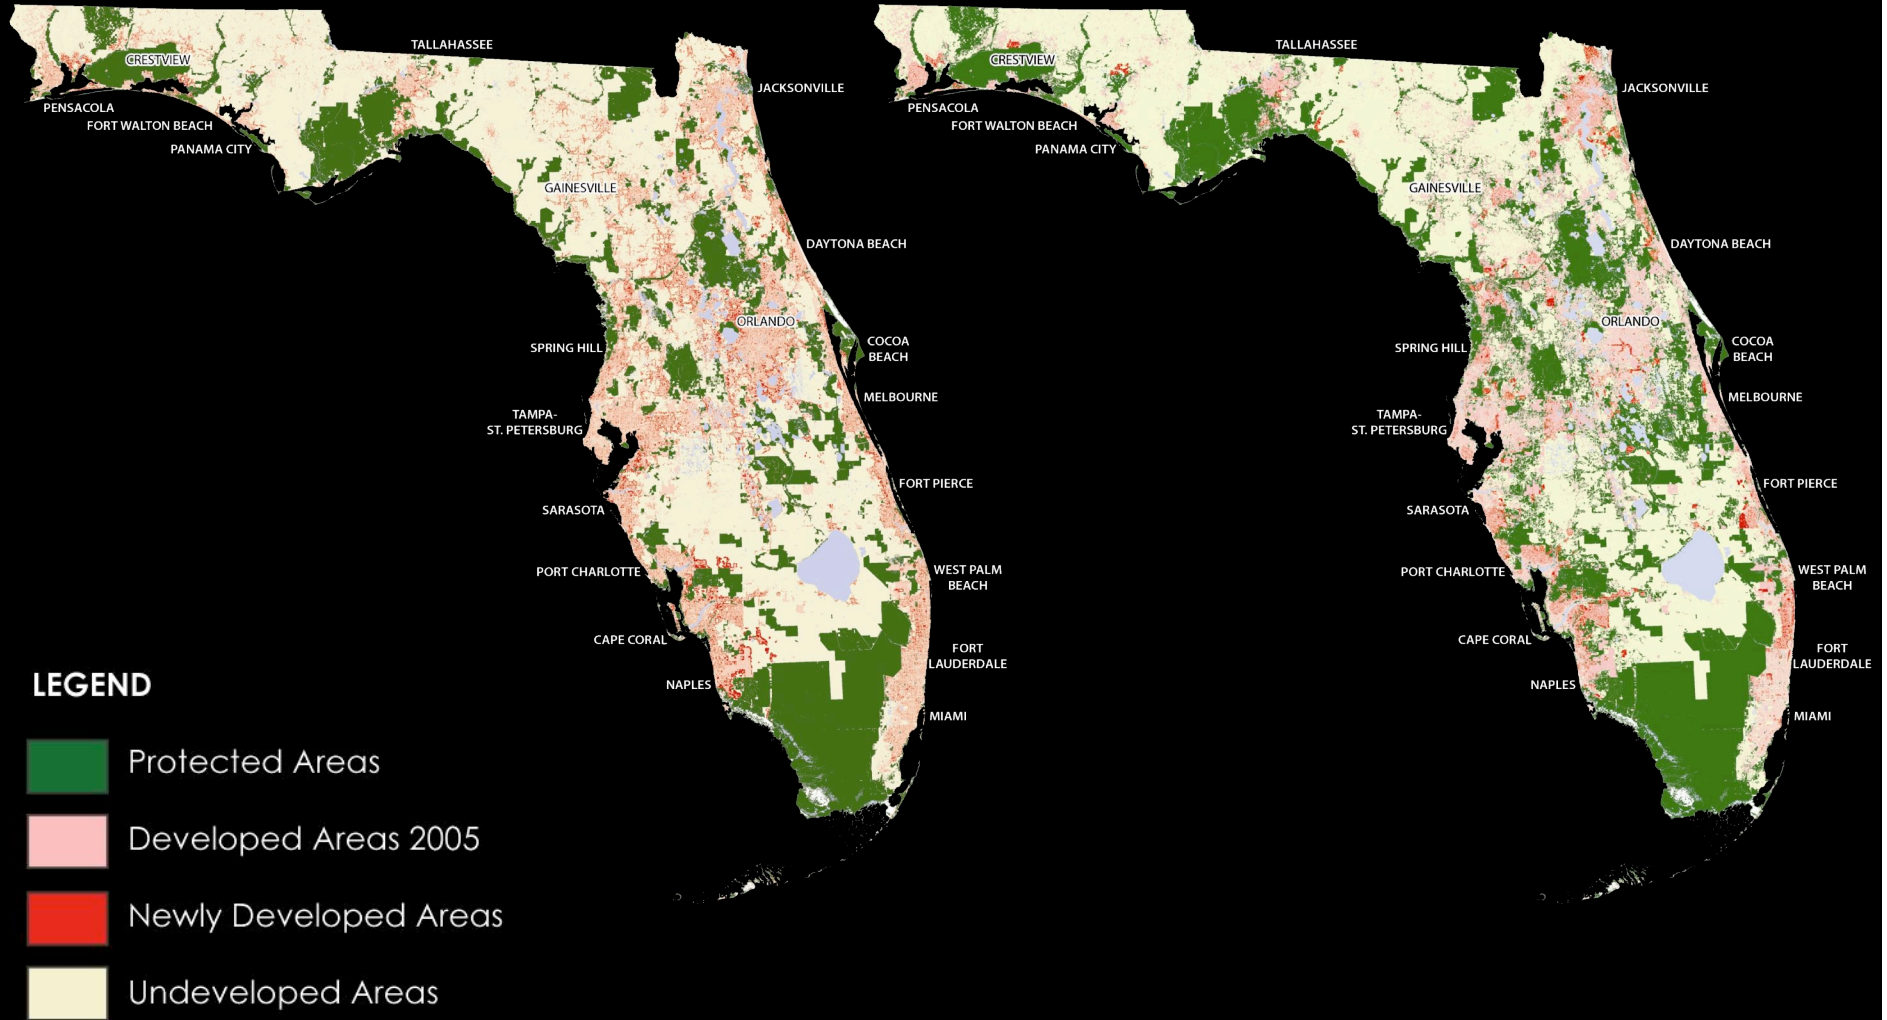 TALLAHASSEE
CRESTVIEW
JACKSONVILLE
PENSACOLA
FORT WALTON BEACH
PANAMA CITY
GAINESVILLE
DAYTONA BEACH
ORLANDO
SPRING HILL
COCOA
BEACH
MELBOURNE
TAMPA-
ST. PETERSBURG
FORT PIERCE
SARASOTA
PORT CHARLOTTE
WEST PALM
BEACH
CAPE CORAL
FORT
LAUDERDALE
NAPLES
MIAMI
TALLAHASSEE
CRESTVIEW
JACKSONVILLE
PENSACOLA
FORT WALTON BEACH
PANAMA CITY
GAINESVILLE
DAYTONA BEACH
ORLANDO
SPRING HILL
COCOA
BEACH
MELBOURNE
TAMPA-
ST. PETERSBURG
FORT PIERCE
SARASOTA
PORT CHARLOTTE
WEST PALM
BEACH
CAPE CORAL
FORT
LAUDERDALE
NAPLES
MIAMI
LEGEND
Protected Areas
Developed Areas 2005
Newly Developed Areas
Undeveloped Areas